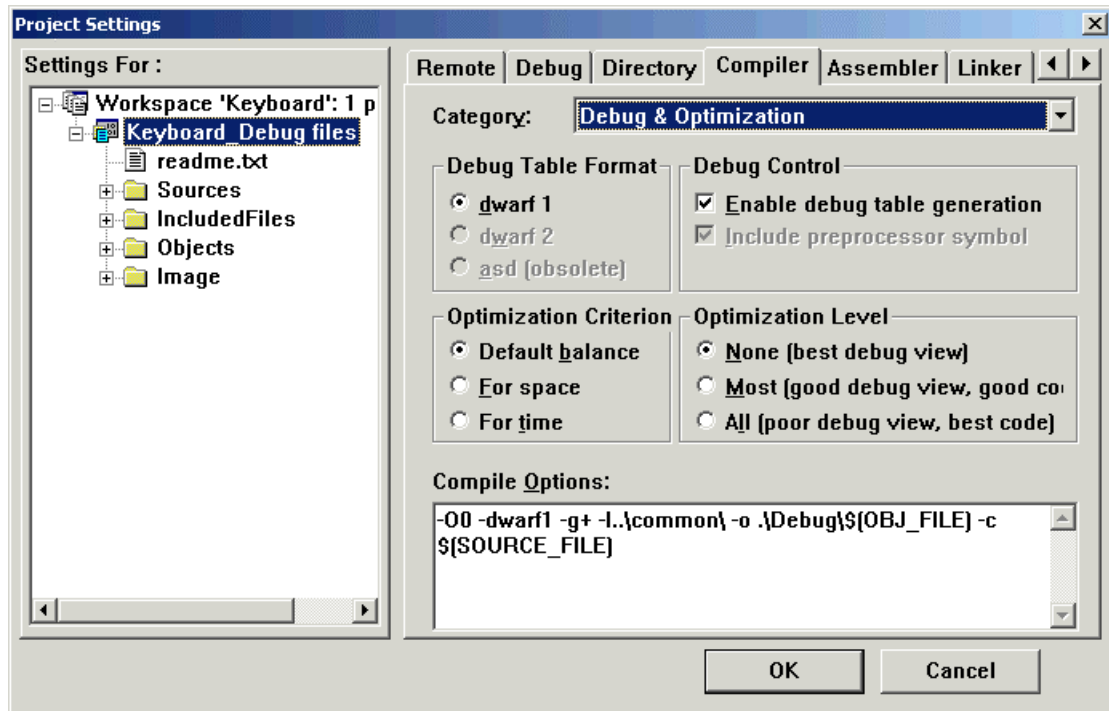 Project Settings
Settings For :
Workspace 'Keyboard': 1 p
Keyboard_Debug files
readme.txt
Sources
IncludedFiles
Objects
Image
Remote Debug Directory Compiler Assembler Linker
Category: Debug & Optimization
Debug Table Format
dwarf 1
dwarf 2
asd (obsolete)
Debug Control
Enable debug table generation
Include preprocessor symbol
Optimization Criterion
Default balance
For space
For time
Optimization Level
None (best debug view)
Most (good debug view, good co
All (poor debug view, best code)
Compile Options:
-O0 -dwarf1 -g+ -I..\common\ -o .\Debug\$(OBJ_FILE) -c
$(SOURCE_FILE)
OK Cancel